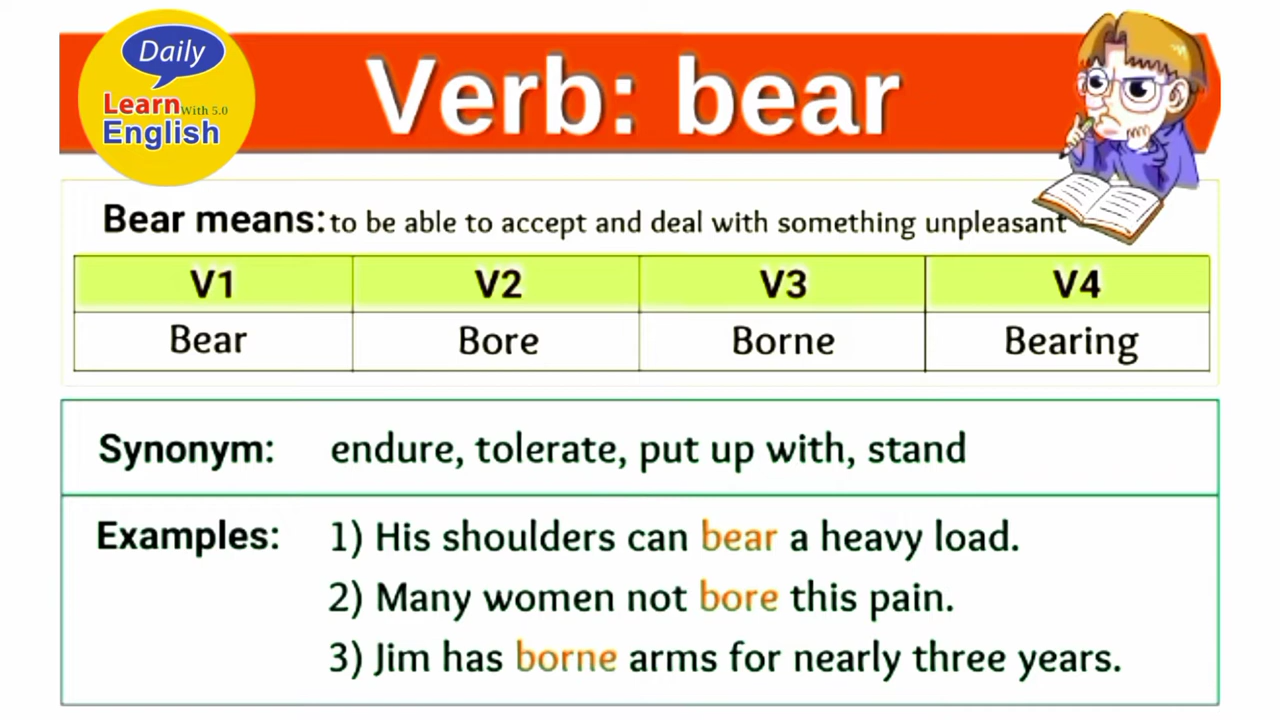 Daily
Learn With 5.0
English
Verb: bear
Bear means: to be able to accept and deal with something unpleasant
V1 V2 V3 V4
Bear Bore Borne Bearing
Synonym: endure, tolerate, put up with, stand
Examples: 1) His shoulders can bear a heavy load.
2) Many women not bore this pain.
3) Jim has borne arms for nearly three years.